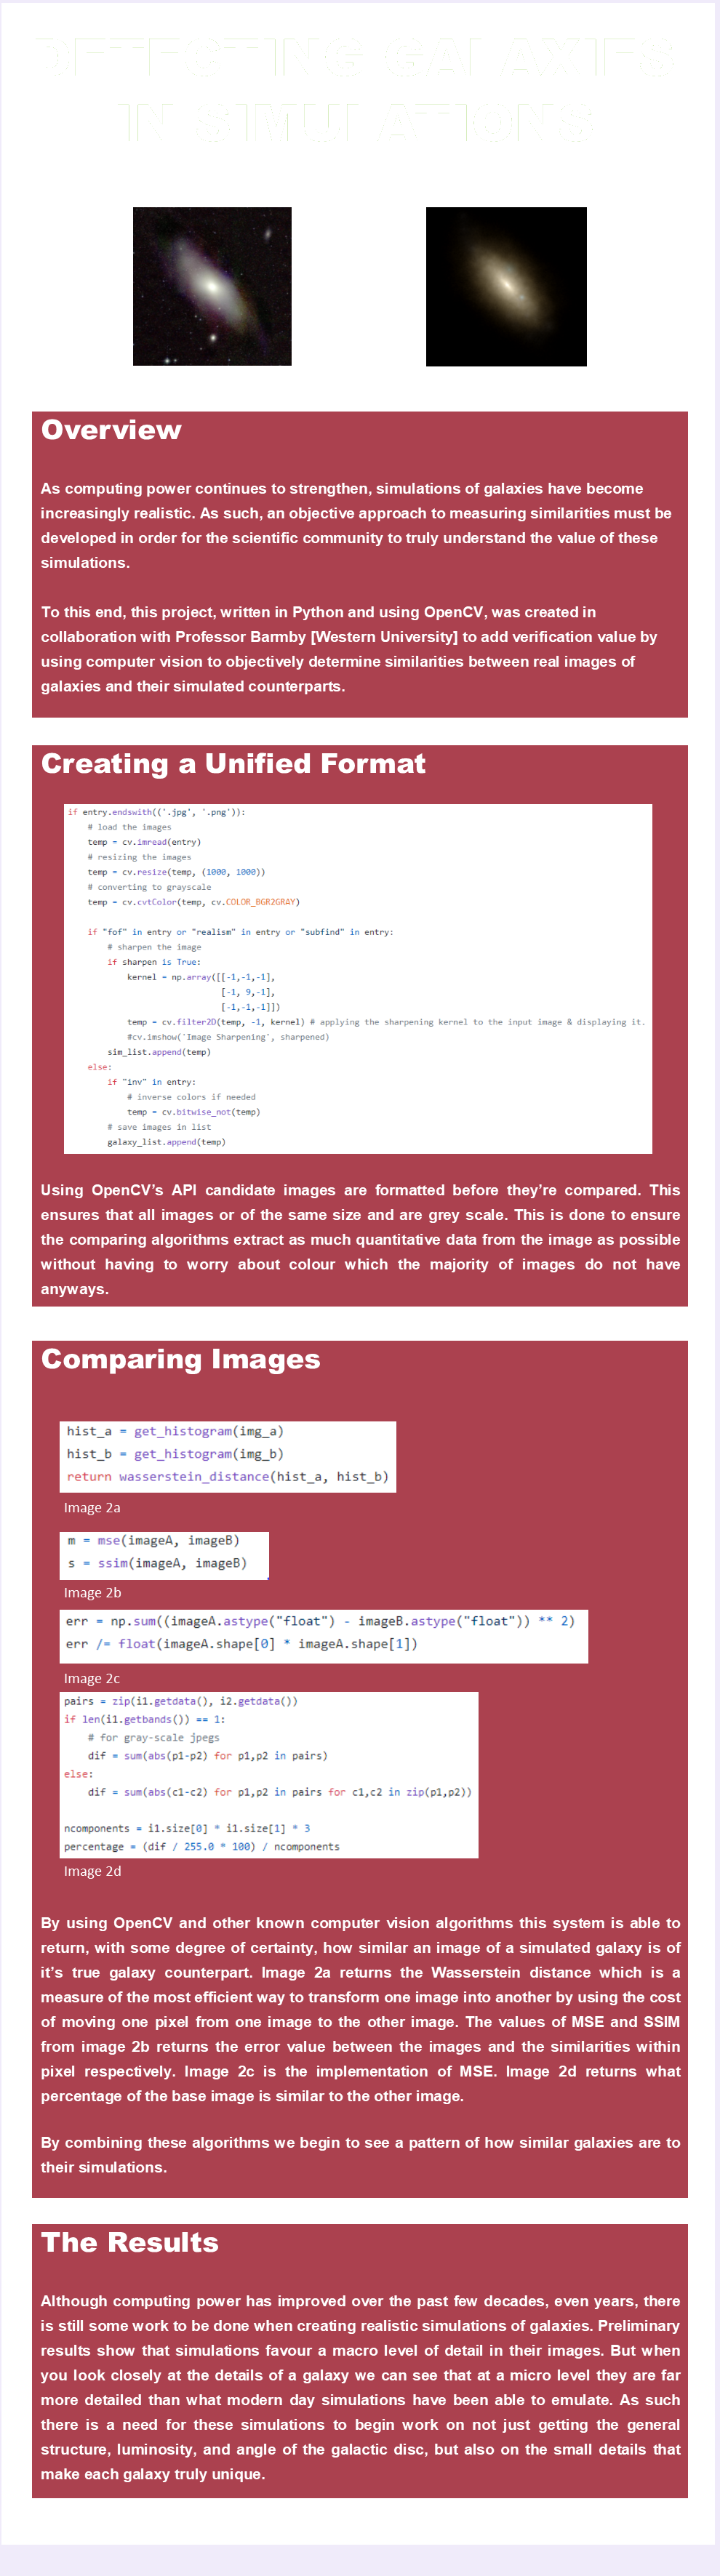 DETECTING GALAXIES
IN SIMULATIONS
Overview
As computing power continues to strengthen, simulations of galaxies have become
increasingly realistic. As such, an objective approach to measuring similarities must be
developed in order for the scientific community to truly understand the value of these
simulations.
To this end, this project, written in Python and using OpenCV, was created in
collaboration with Professor Barmby [Western University] to add verification value by
using computer vision to objectively determine similarities between real images of
galaxies and their simulated counterparts.
Creating a Unified Format
if entry.endswith(('.jpg', '.png')):
# load the images
temp = cv.imread(entry)
# resizing the images
temp = cv.resize(temp, (1000, 1000))
# converting to grayscale
temp = cv.cvtColor(temp, cv.COLOR_BGR2GRAY)
if "fof" in entry or "realism" in entry or "subfind" in entry:
# sharpen the image
if sharpen is True:
kernel = np.array([[-1,-1,-1],
[-1, 9,-1],
[-1,-1,-1]])
temp = cv.filter2D(temp, -1, kernel) # applying the sharpening kernel to the input image & displaying it.
#cv.imshow('Image Sharpening', sharpened)
sim_list.append(temp)
else:
if "inv" in entry:
# inverse colors if needed
temp = cv.bitwise_not(temp)
# save images in list
galaxy_list.append(temp)
Using OpenCV's API candidate images are formatted before they're compared. This
ensures that all images or of the same size and are grey scale. This is done to ensure
the comparing algorithms extract as much quantitative data from the image as possible
without having to worry about colour which the majority of images do not have
anyways.
Comparing Images
hist_a = get_histogram(img_a)
hist_b = get_histogram(img_b)
return wasserstein_distance(hist_a, hist_b)
Image 2a
m = mse(imageA, imageB)
s = ssim(imageA, imageB)
Image 2b
err = np.sum((imageA.astype("float") - imageB.astype("float")) ** 2)
err /= float(imageA.shape[0] * imageA.shape[1])
Image 2c
pairs = zip(i1.getdata(), i2.getdata())
if len(i1.getbands()) == 1:
# for gray-scale jpegs
dif = sum(abs(p1-p2) for p1,p2 in pairs)
else:
dif = sum(abs(c1-c2) for p1,p2 in pairs for c1,c2 in zip(p1,p2))
ncomponents = i1.size[0] * i1.size[1] * 3
percentage = (dif / 255.0 * 100) / ncomponents
Image 2d
By using OpenCV and other known computer vision algorithms this system is able to
return, with some degree of certainty, how similar an image of a simulated galaxy is of
it's true galaxy counterpart. Image 2a returns the Wasserstein distance which is a
measure of the most efficient way to transform one image into another by using the cost
of moving one pixel from one image to the other image. The values of MSE and SSIM
from image 2b returns the error value between the images and the similarities within
pixel respectively. Image 2c is the implementation of MSE. Image 2d returns what
percentage of the base image is similar to the other image.
By combining these algorithms we begin to see a pattern of how similar galaxies are to
their simulations.
The Results
Although computing power has improved over the past few decades, even years, there
is still some work to be done when creating realistic simulations of galaxies. Preliminary
results show that simulations favour a macro level of detail in their images. But when
you look closely at the details of a galaxy we can see that at a micro level they are far
more detailed than what modern day simulations have been able to emulate. As such
there is a need for these simulations to begin work on not just getting the general
structure, luminosity, and angle of the galactic disc, but also on the small details that
make each galaxy truly unique.